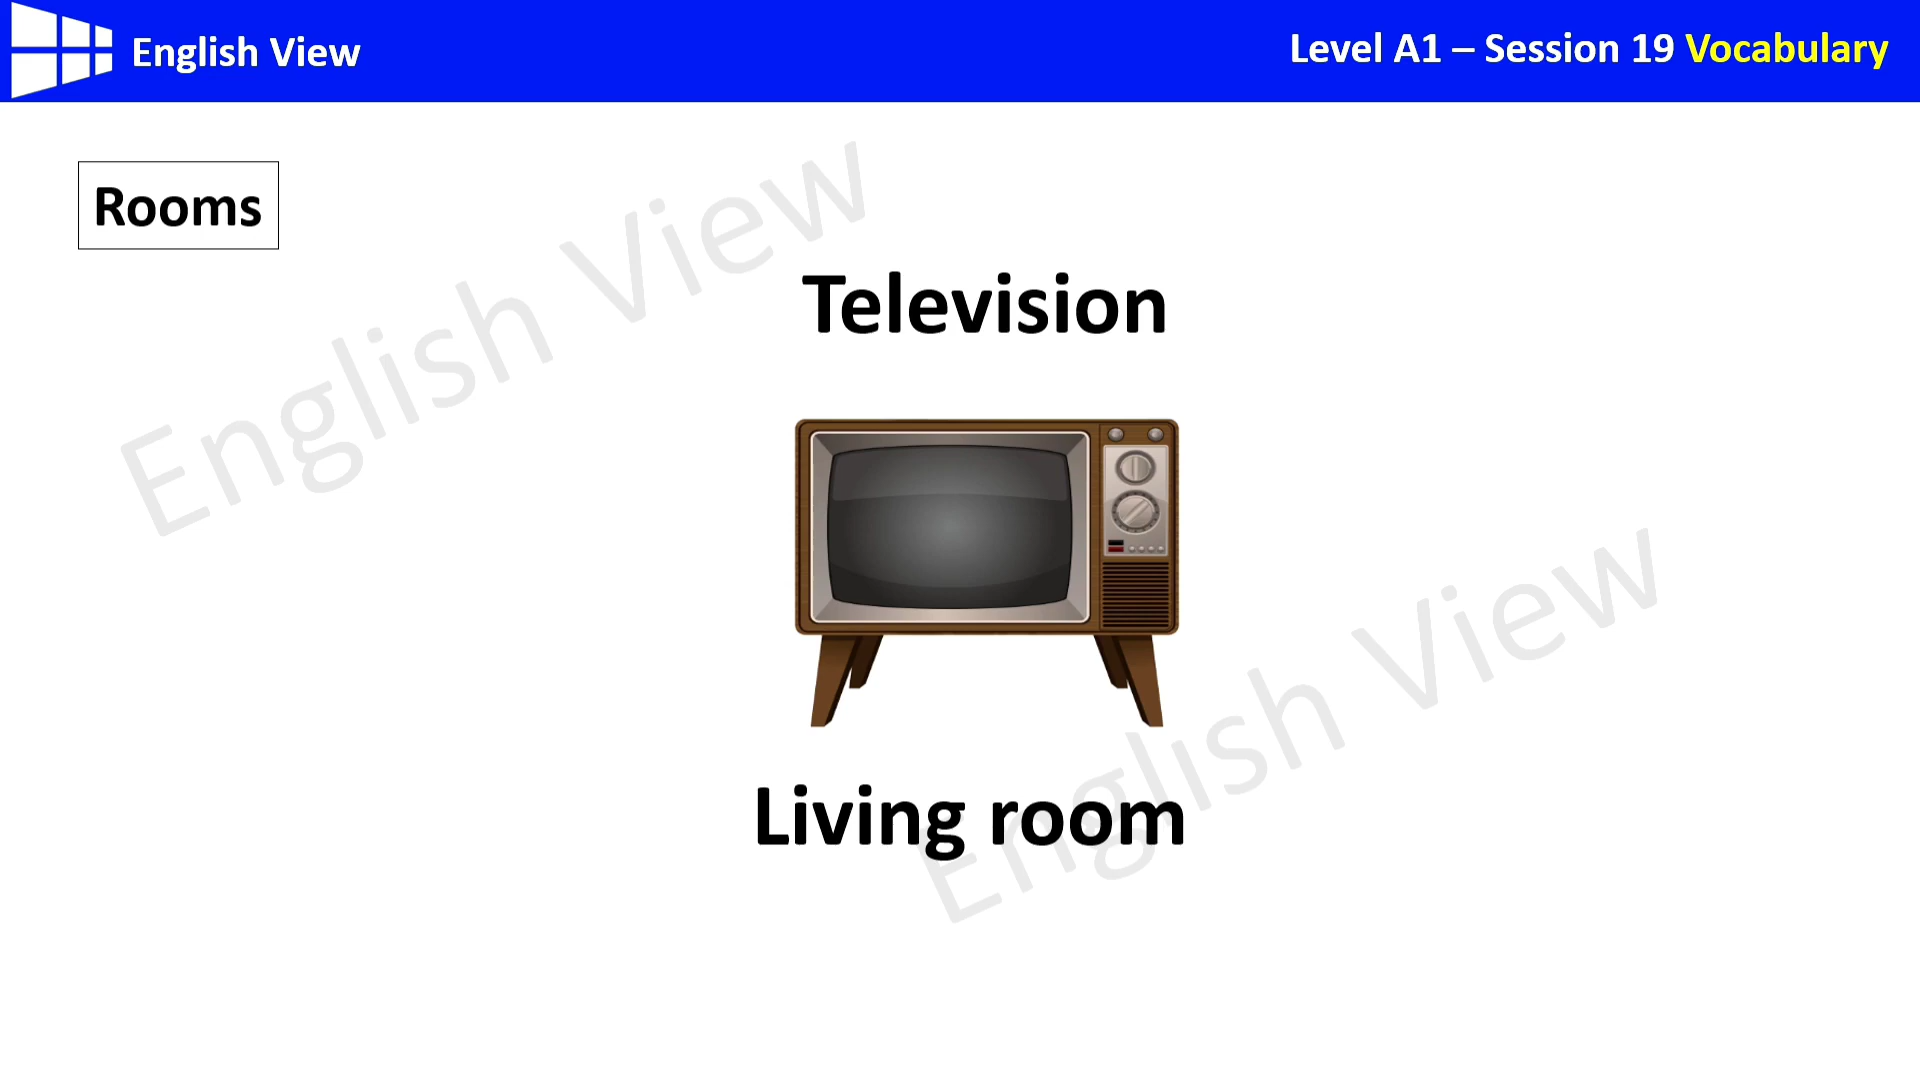 English View
Level A1 – Session 19 Vocabulary
Rooms
English View
Television
English View
Living room